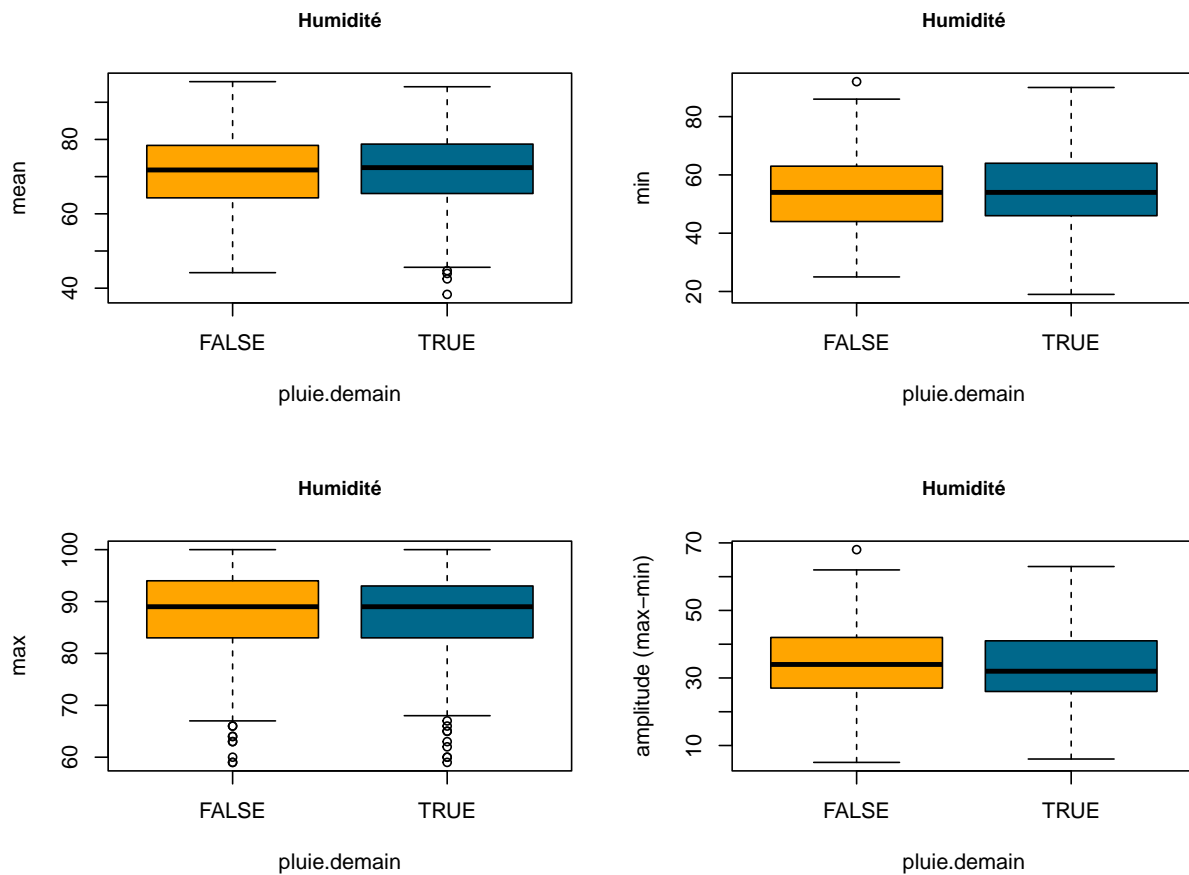 Humidité
mean
40
60
80
FALSE
TRUE
pluie.demain
Humidité
min
20
40
60
80
FALSE
TRUE
pluie.demain
Humidité
max
60
70
80
90
100
FALSE
TRUE
pluie.demain
Humidité
amplitude (max−min)
10
30
50
70
FALSE
TRUE
pluie.demain